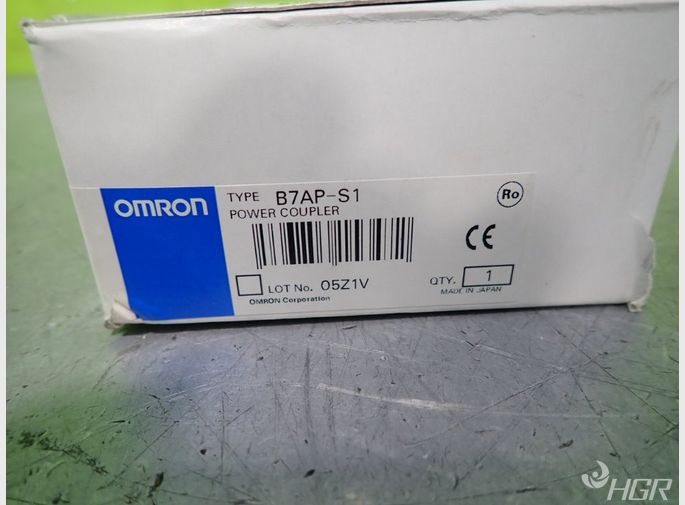 OMRON
TYPE B7AP-S1
POWER COUPLER
Ro
CE
LOT No. 05Z1V
QTY. 1
OMRON Corporation
MADE IN JAPAN
HGR